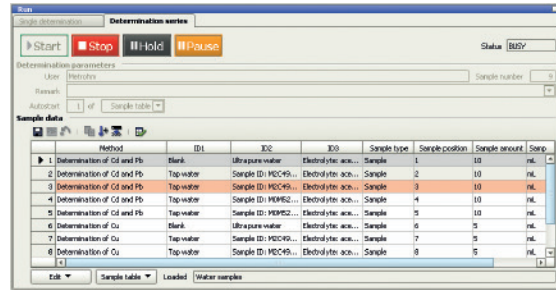 Run
Single determination Determination series
Start Stop Hold Pause Status BUSY
Determination parameters
User Metrohm Sample number 9
Remark
Autostart 1 of Sample table
Sample data
Method ID1 ID2 ID3 Sample type Sample position Sample amount Samp
1 Determination of Cd and Pb Blank Ultrapure water Electrolyte: ace... Sample 1 10 mL
2 Determination of Cd and Pb Tap water Sample ID: M2C49... Electrolyte: ace... Sample 2 10 mL
3 Determination of Cd and Pb Tap water Sample ID: M2C49... Electrolyte: ace... Sample 3 10 mL
4 Determination of Cd and Pb Tap water Sample ID: M0M52... Electrolyte: ace... Sample 4 10 mL
5 Determination of Cd and Pb Tap water Sample ID: M0M52... Electrolyte: ace... Sample 5 10 mL
6 Determination of Cu Blank Ultrapure water Electrolyte: ace... Sample 6 5 mL
7 Determination of Cu Tap water Sample ID: M2C49... Electrolyte: ace... Sample 7 5 mL
8 Determination of Cu Tap water Sample ID: M2C49... Electrolyte: ace... Sample 8 5 mL
Edit Sample table Loaded Water samples